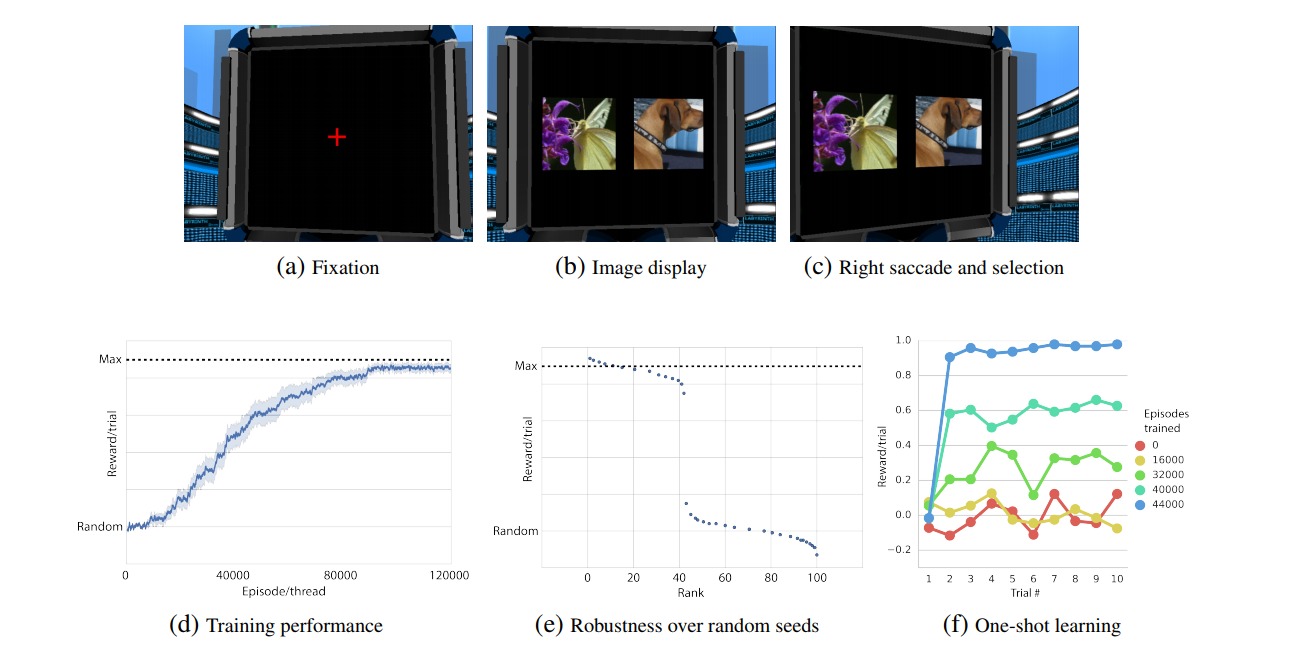 (a) Fixation
(b) Image display
(c) Right saccade and selection
Max
Random
Reward/trial
0 40000 80000 120000
Episode/thread
(d) Training performance
Max
Random
Reward/trial
0 20 40 60 80 100
Rank
(e) Robustness over random seeds
1.0
0.8
0.6
0.4
0.2
0.0
−0.2
Reward/trial
1 2 3 4 5 6 7 8 9 10
Trial #
Episodes
trained
0
16000
32000
40000
44000
(f) One-shot learning